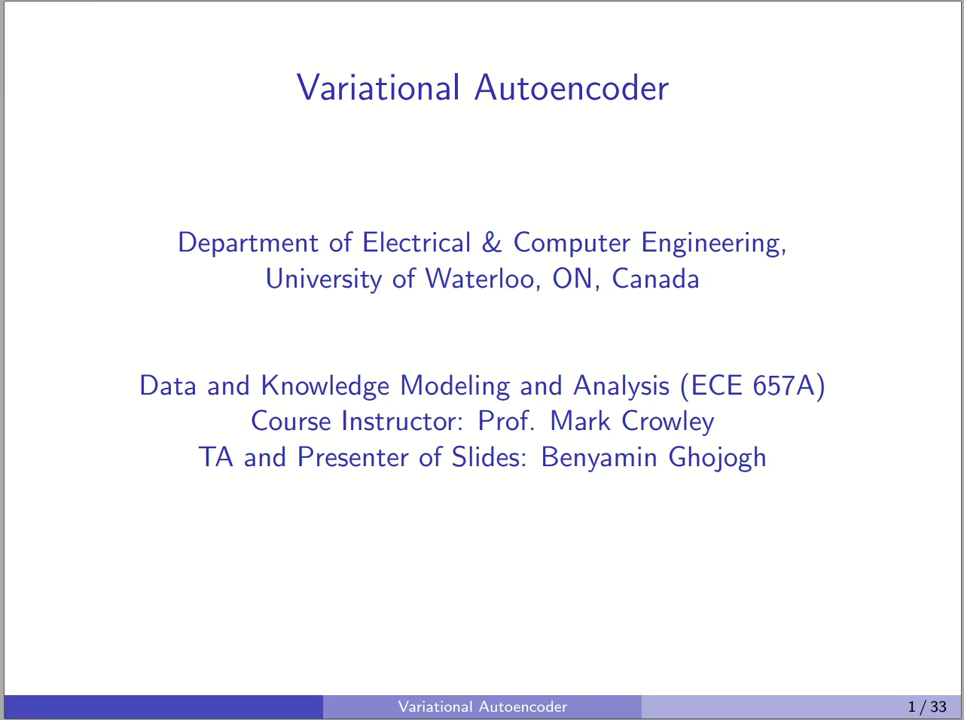 Variational Autoencoder
Department of Electrical & Computer Engineering,
University of Waterloo, ON, Canada
Data and Knowledge Modeling and Analysis (ECE 657A)
Course Instructor: Prof. Mark Crowley
TA and Presenter of Slides: Benyamin Ghojogh
Variational Autoencoder
1 / 33